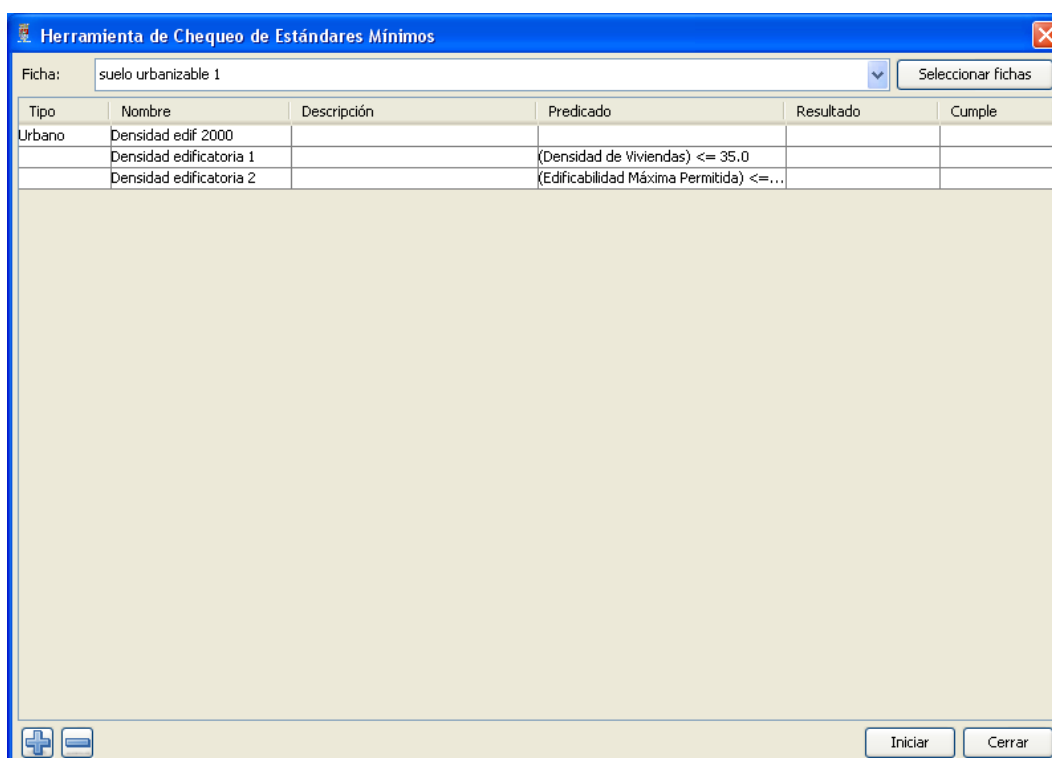 Herramienta de Chequeo de Estándares Mínimos
Ficha: suelo urbanizable 1 Seleccionar fichas
Tipo Nombre Descripción Predicado Resultado Cumple
Urbano Densidad edif 2000
Densidad edificatoria 1 (Densidad de Viviendas) <= 35.0
Densidad edificatoria 2 (Edificabilidad Máxima Permitida) <=...
Iniciar Cerrar